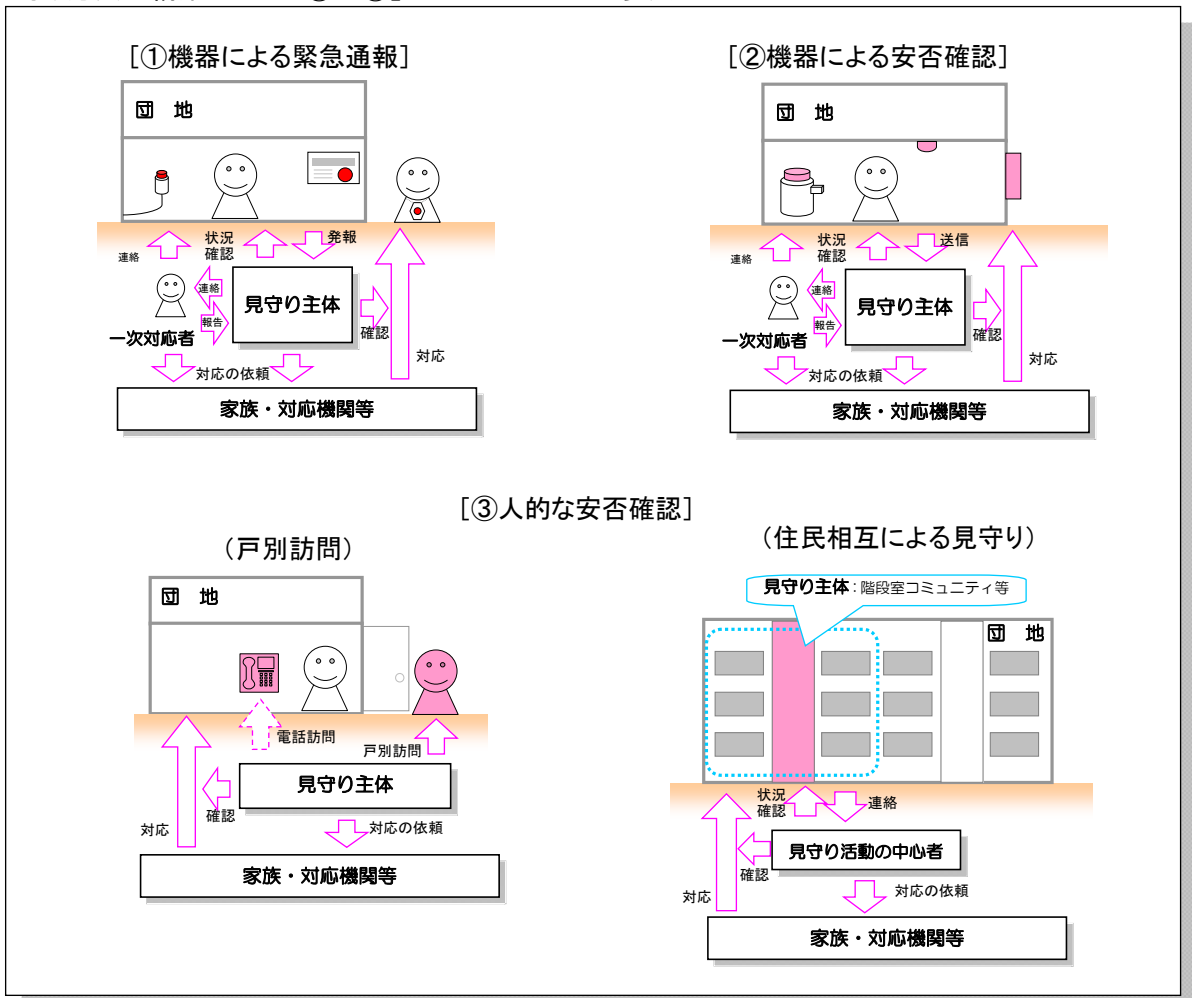 [①機器による緊急通報]
団 地
連絡
状況
確認
発報
連絡
報告
見守り主体
確認
一次対応者
対応の依頼
対応
家族・対応機関等
[②機器による安否確認]
団 地
連絡
状況
確認
送信
連絡
報告
見守り主体
確認
一次対応者
対応の依頼
対応
家族・対応機関等
[③人的な安否確認]
(戸別訪問)
団 地
電話訪問
戸別訪問
見守り主体
確認
対応
対応の依頼
家族・対応機関等
(住民相互による見守り)
見守り主体:階段室コミュニティ等
団 地
状況
確認
連絡
見守り活動の中心者
確認
対応
対応の依頼
家族・対応機関等